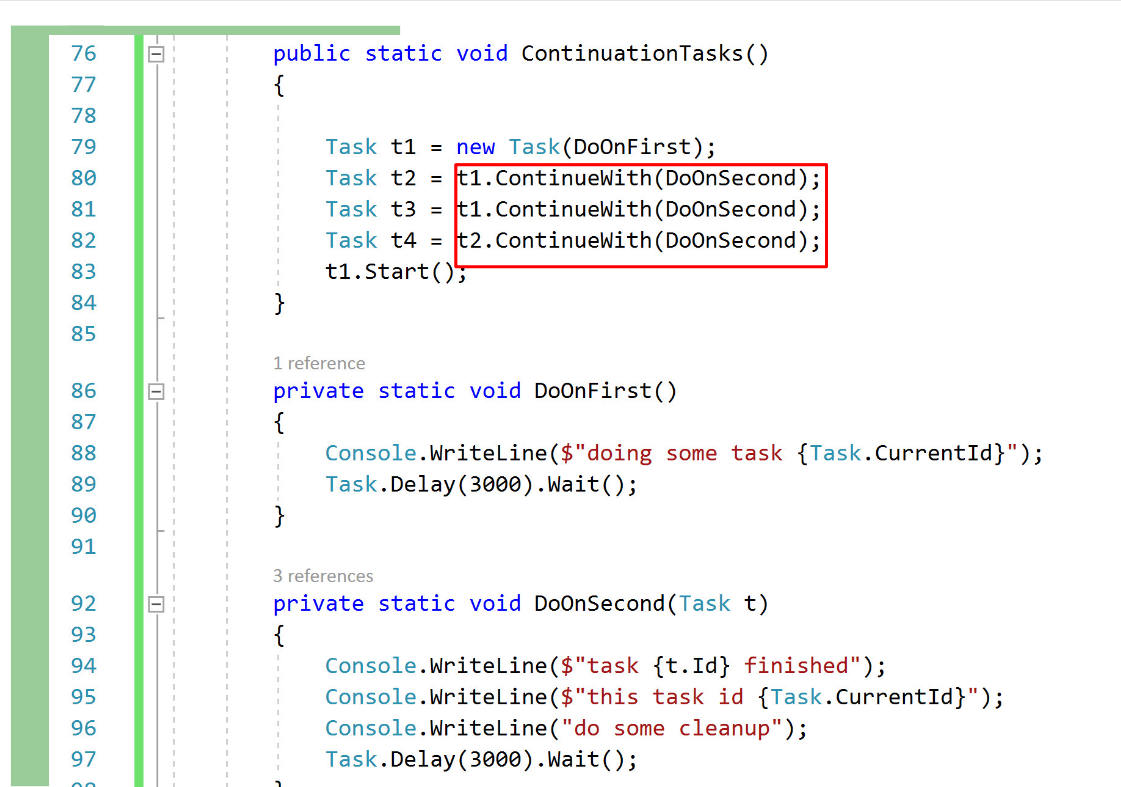 76 public static void ContinuationTasks()
77 {
78
79 Task t1 = new Task(DoOnFirst);
80 Task t2 = t1.ContinueWith(DoOnSecond);
81 Task t3 = t1.ContinueWith(DoOnSecond);
82 Task t4 = t2.ContinueWith(DoOnSecond);
83 t1.Start();
84 }
85
1 reference
86 private static void DoOnFirst()
87 {
88 Console.WriteLine($"doing some task {Task.CurrentId}");
89 Task.Delay(3000).Wait();
90 }
91
3 references
92 private static void DoOnSecond(Task t)
93 {
94 Console.WriteLine($"task {t.Id} finished");
95 Console.WriteLine($"this task id {Task.CurrentId}");
96 Console.WriteLine("do some cleanup");
97 Task.Delay(3000).Wait();